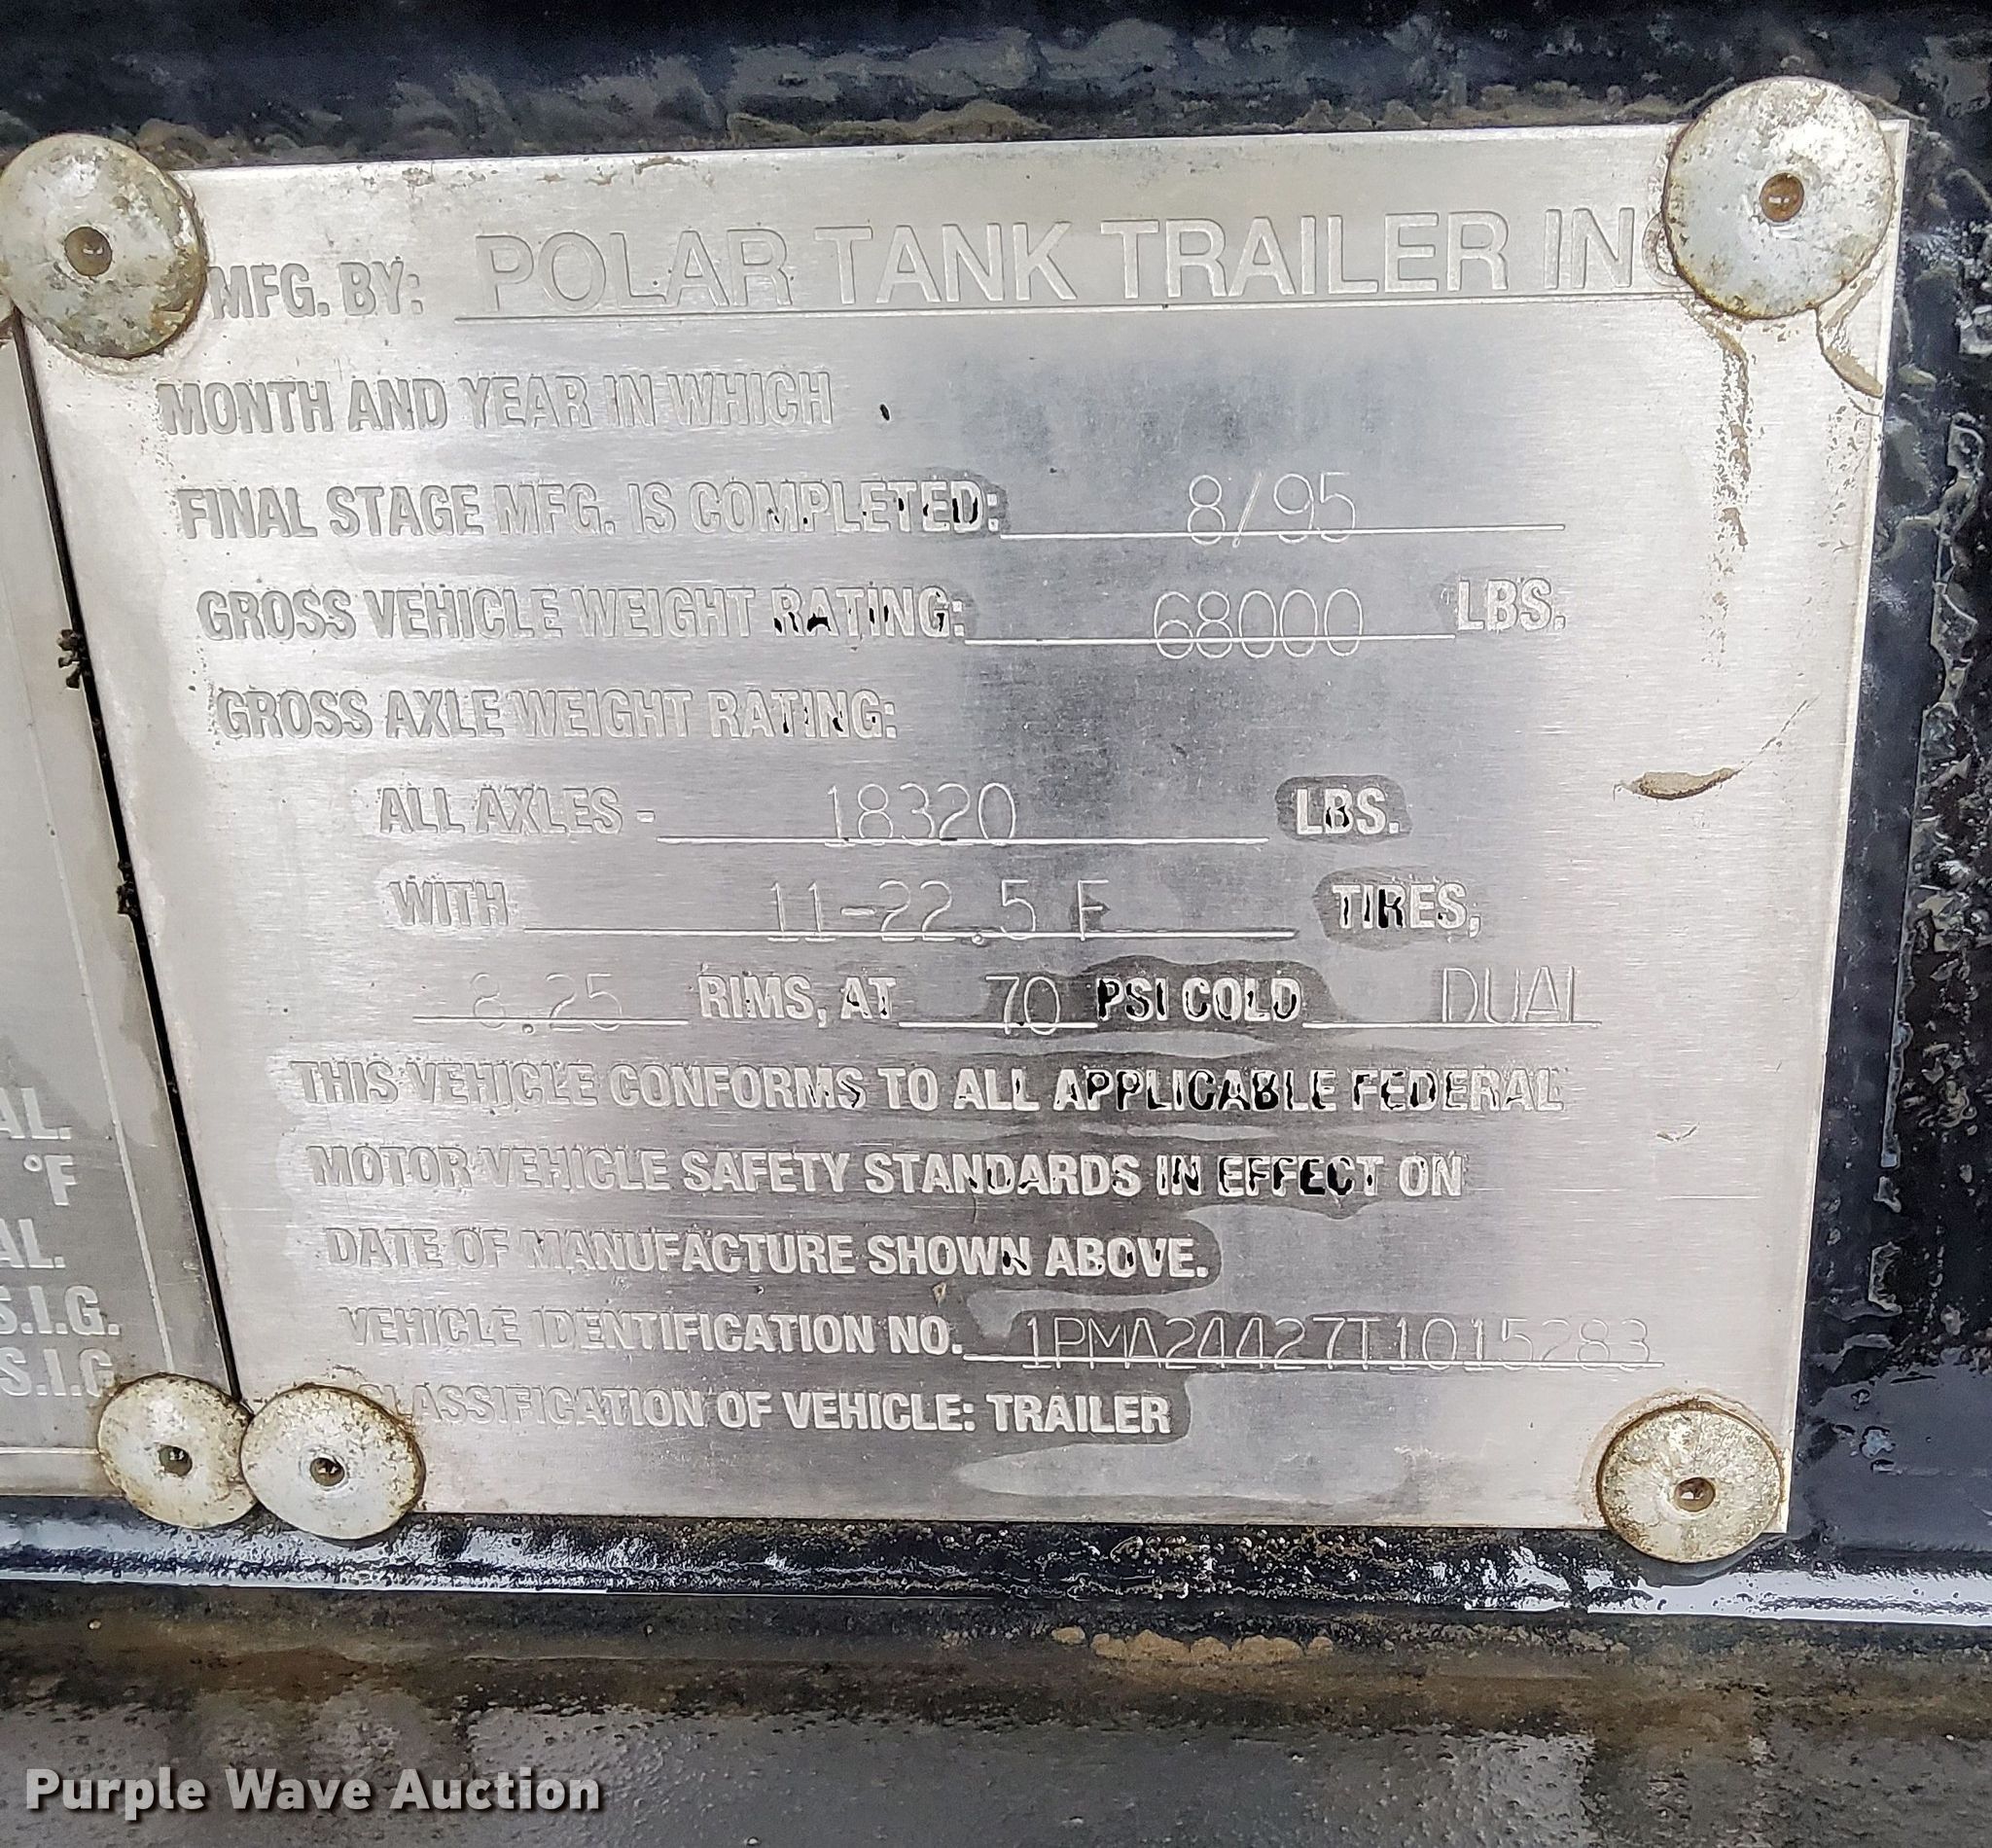 MFG. BY: POLAR TANK TRAILER INC
MONTH AND YEAR IN WHICH
FINAL STAGE MFG. IS COMPLETED: 8/95
GROSS VEHICLE WEIGHT RATING: 68000 LBS.
GROSS AXLE WEIGHT RATING:
ALL AXLES - 18320 LBS.
WITH 11-22.5 F TIRES,
8.25 RIMS, AT 70 PSI COLD DUAL
THIS VEHICLE CONFORMS TO ALL APPLICABLE FEDERAL
MOTOR VEHICLE SAFETY STANDARDS IN EFFECT ON
DATE OF MANUFACTURE SHOWN ABOVE.
VEHICLE IDENTIFICATION NO. 1PMA24427T1015283
CLASSIFICATION OF VEHICLE: TRAILER
AL.
°F
AL.
S.I.G.
S.I.G
Purple Wave Auction